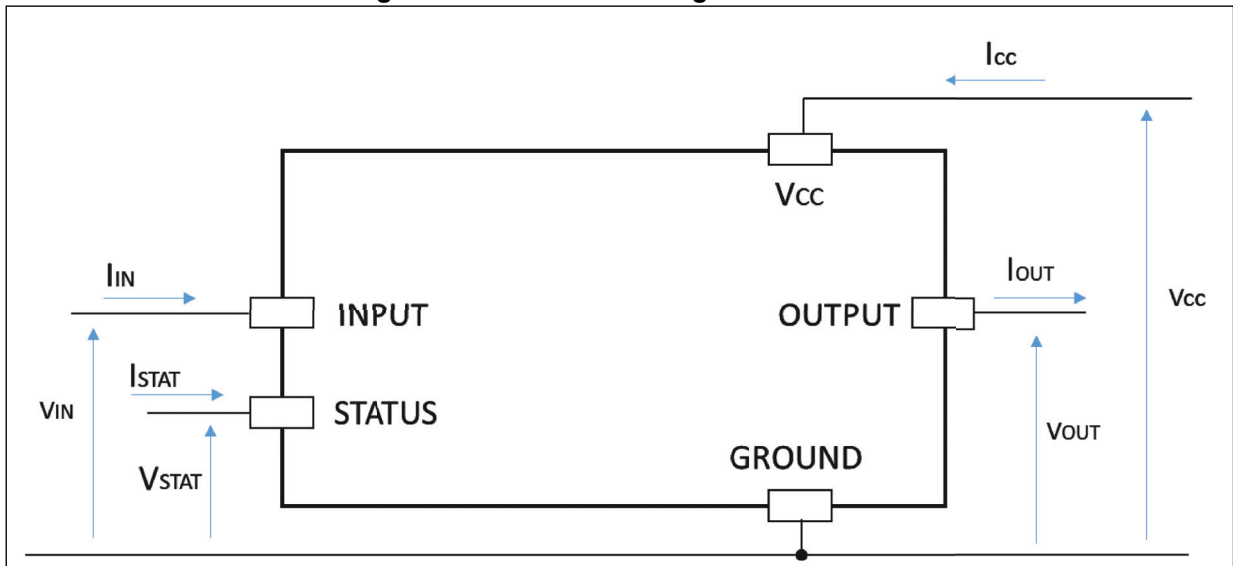 Icc
Vcc
IIN
INPUT
OUTPUT
IOUT
Vcc
ISTAT
STATUS
VIN
VSTAT
GROUND
VOUT